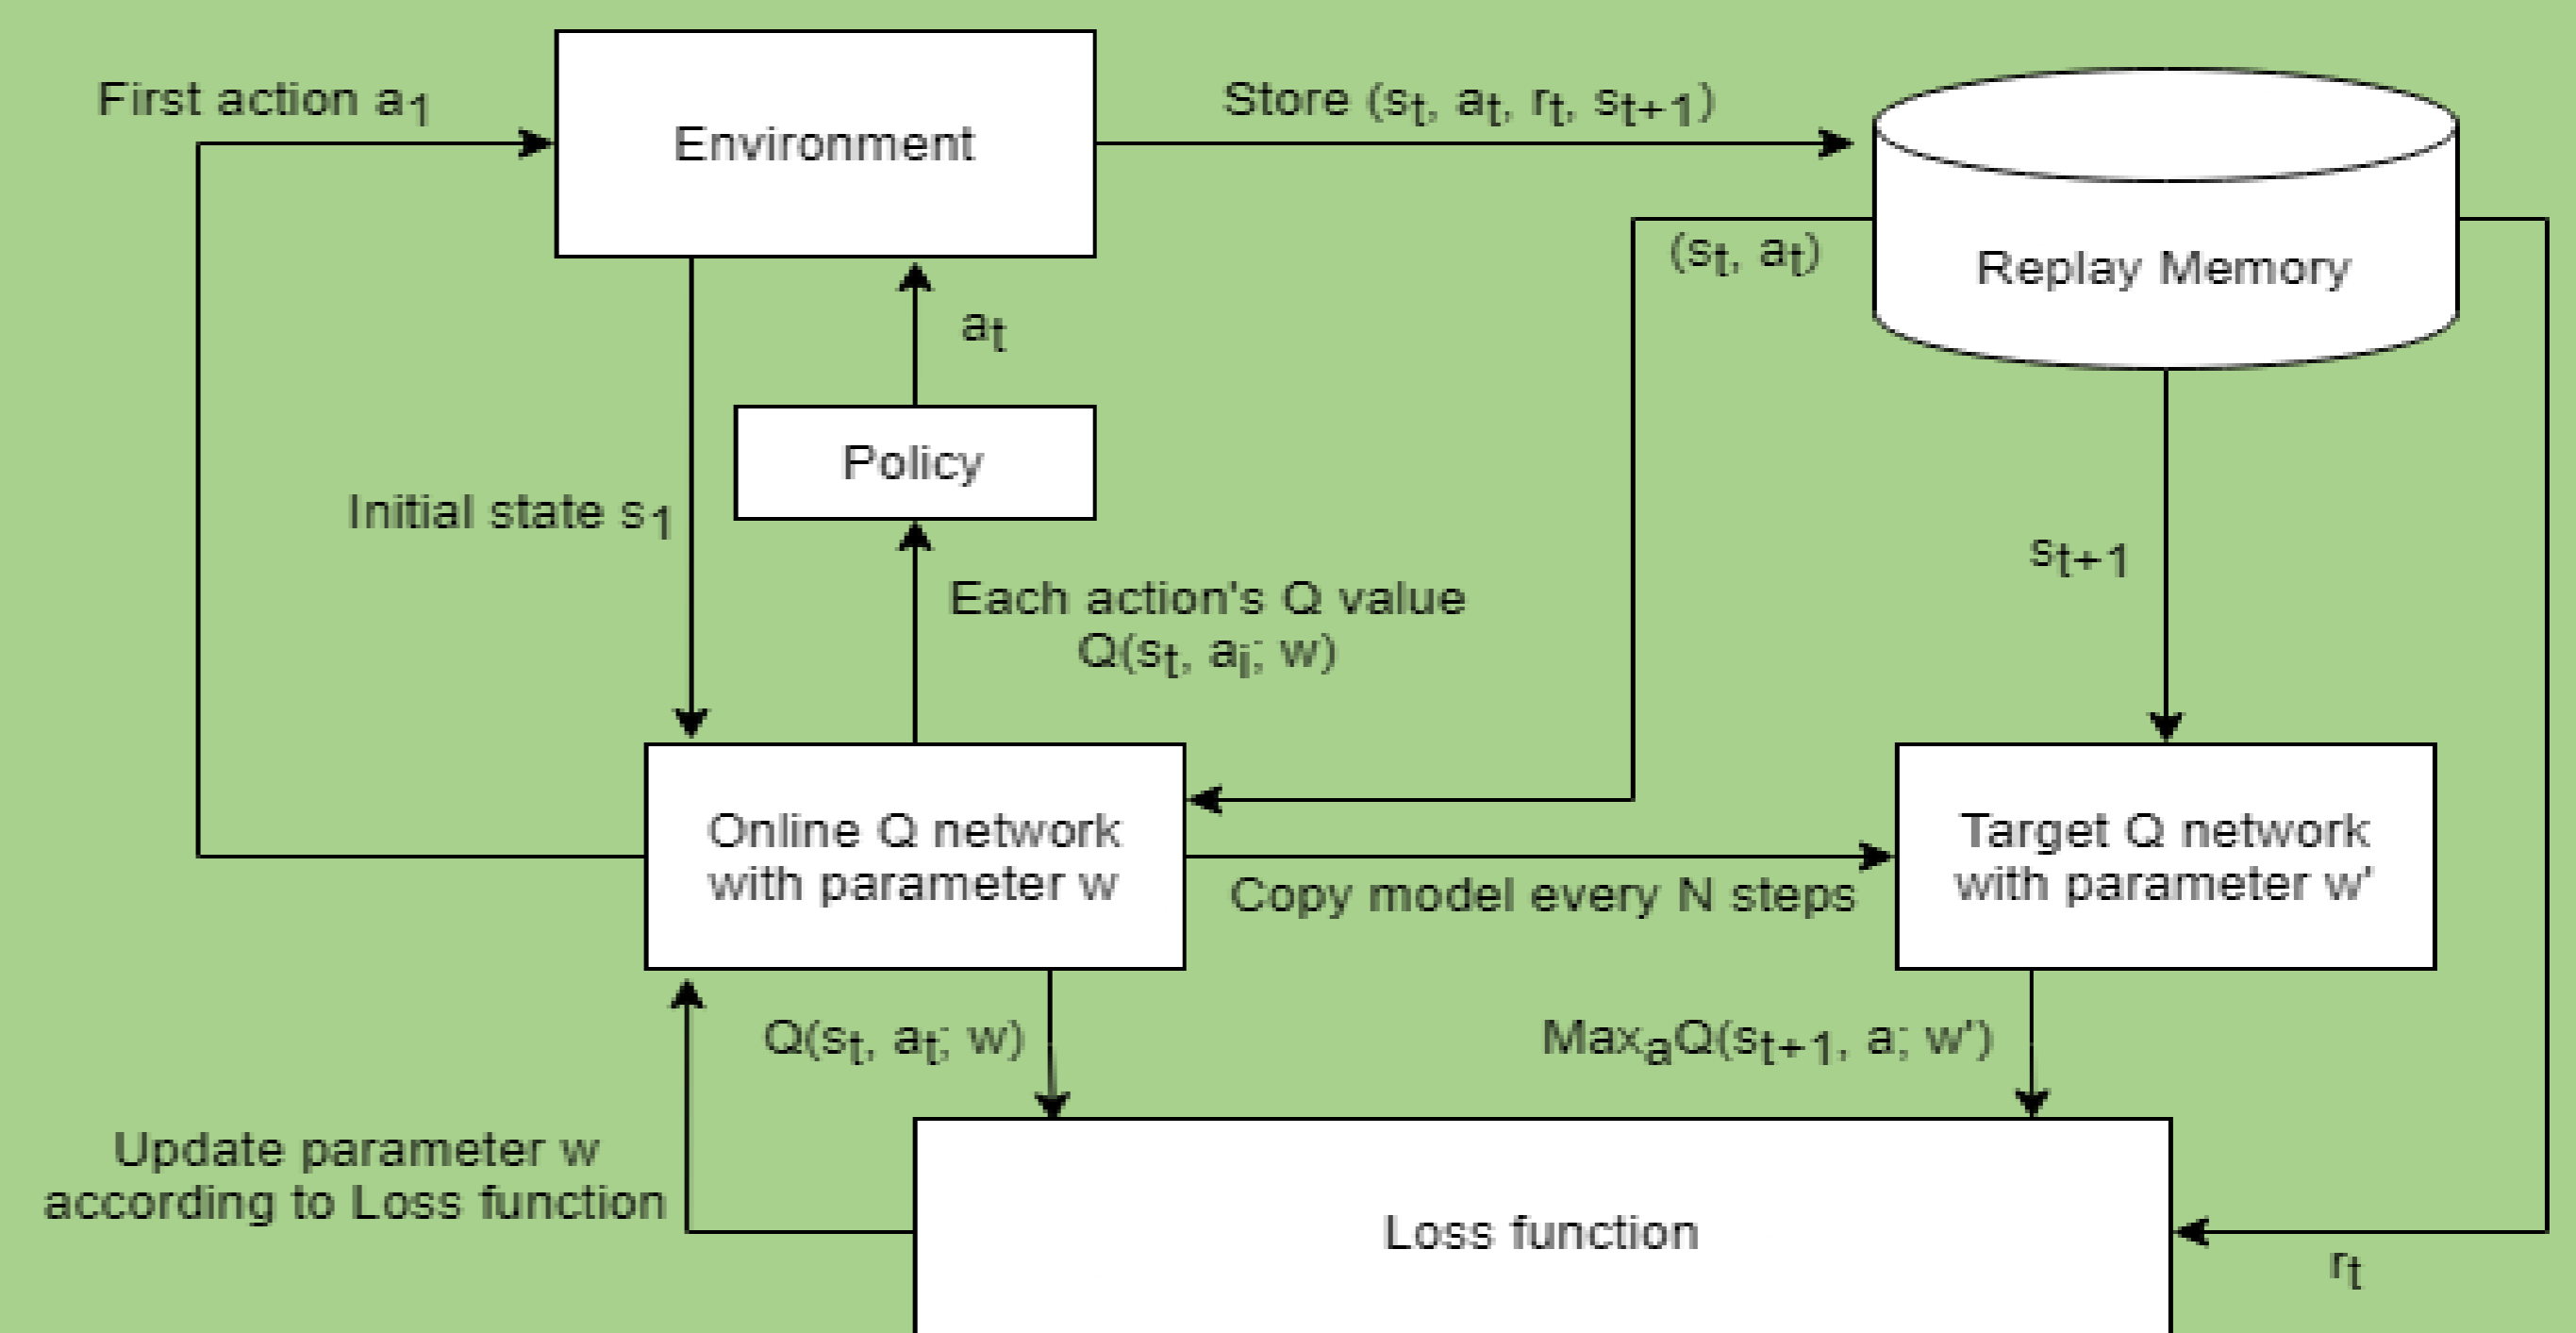 First action a1
Environment
Store (st, at, rt, st+1)
Replay Memory
(st, at)
at
Policy
Initial state s1
st+1
Each action's Q value
Q(st, ai; w)
Online Q network
with parameter w
Copy model every N steps
Target Q network
with parameter w'
Q(st, at; w)
MaxaQ(st+1, a; w')
Update parameter w
according to Loss function
Loss function
rt